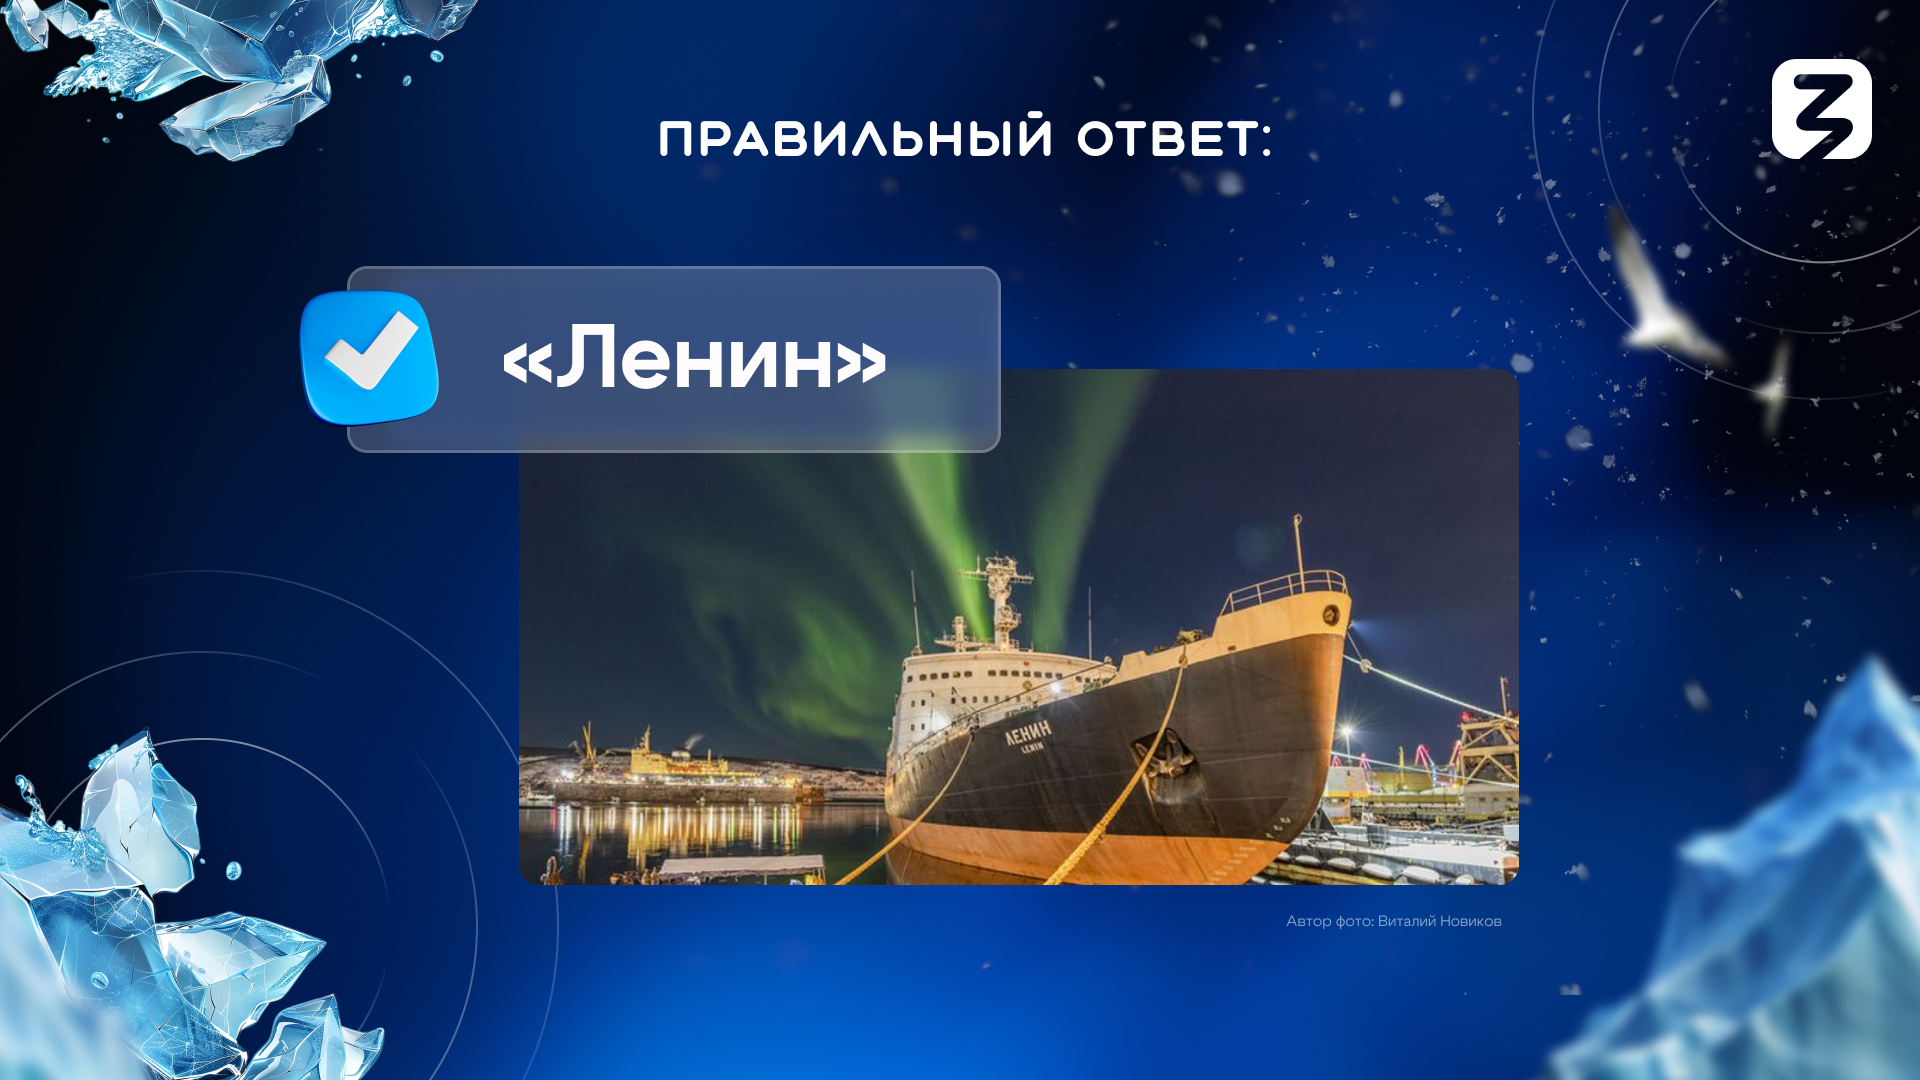 ПРАВИЛЬНЫЙ ОТВЕТ:
«Ленин»
ЛЕНИН
LENIN
Автор фото: Виталий Новиков